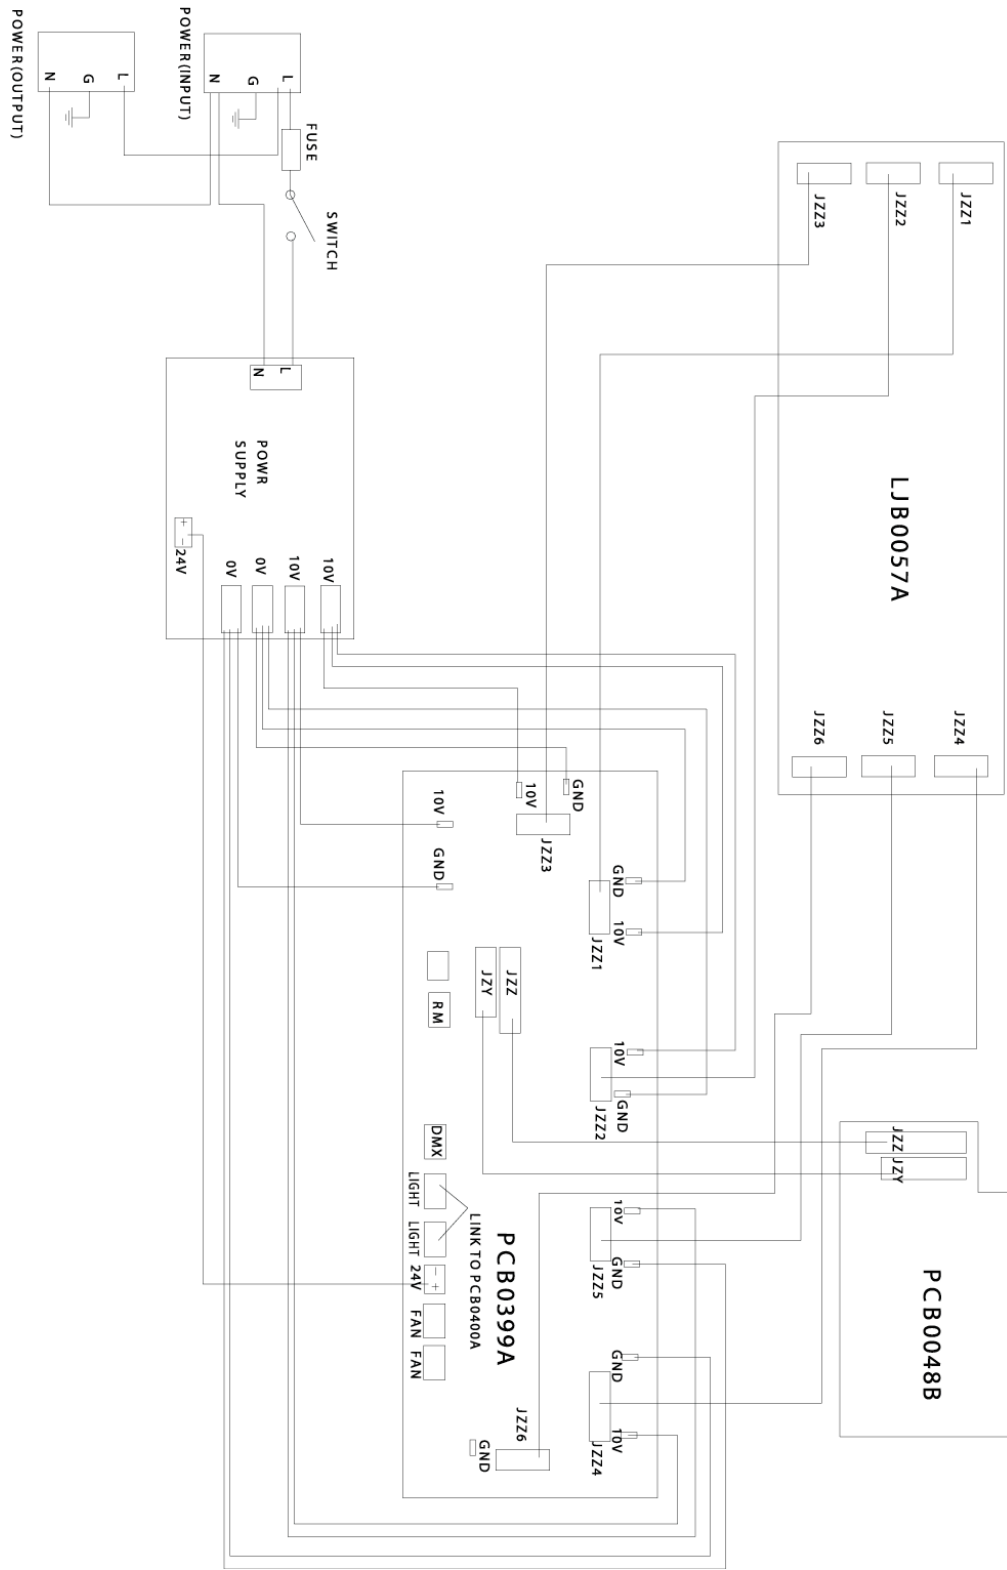 POWER(OUTPUT)
N
G
L
POWER(INPUT)
N
G
L
FUSE
SWITCH
N
L
POWR
SUPPLY
+
-
24V
0V
0V
10V
10V
LJB0057A
JZZ3
JZZ2
JZZ1
JZZ6
JZZ5
JZZ4
10V
GND
10V
GND
JZZ3
GND
10V
JZZ1
JZY
JZZ
RM
10V
GND
JZZ2
DMX
LIGHT
LIGHT
LINK TO PCB0400A
PCB0399A
-
+
24V
FAN
FAN
10V
GND
JZZ5
GND
10V
JZZ4
JZZ6
GND
JZZ
JZY
PCB0048B